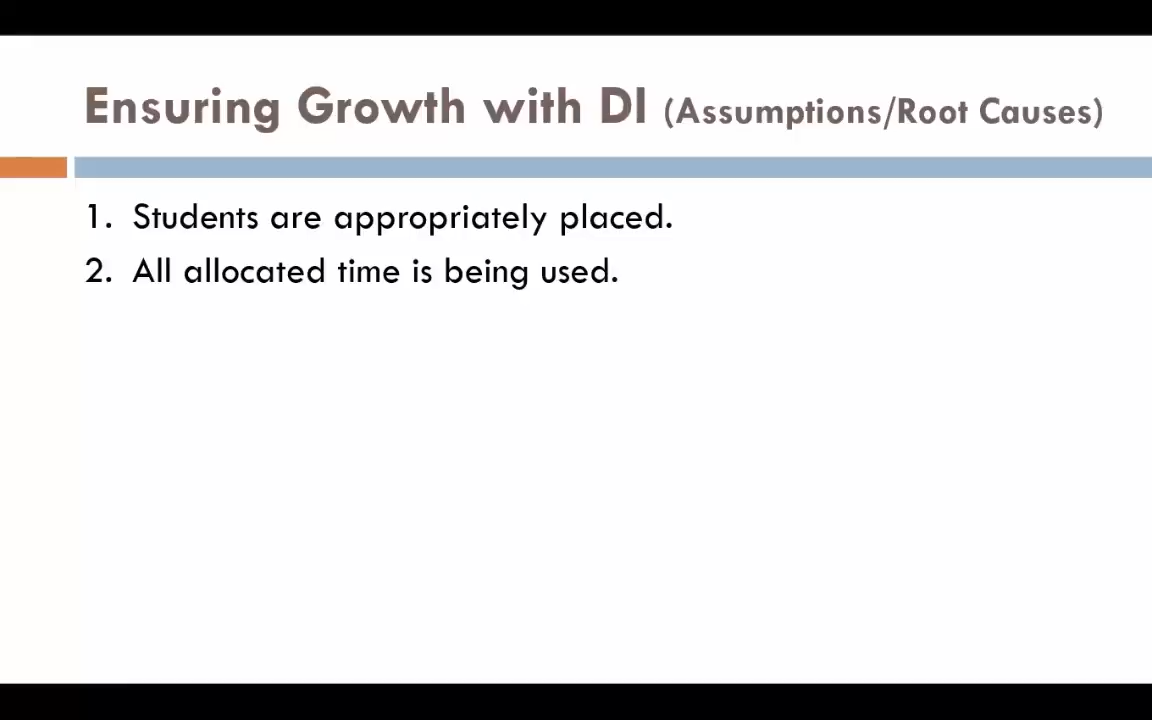 Ensuring Growth with DI (Assumptions/Root Causes)
1. Students are appropriately placed.
2. All allocated time is being used.